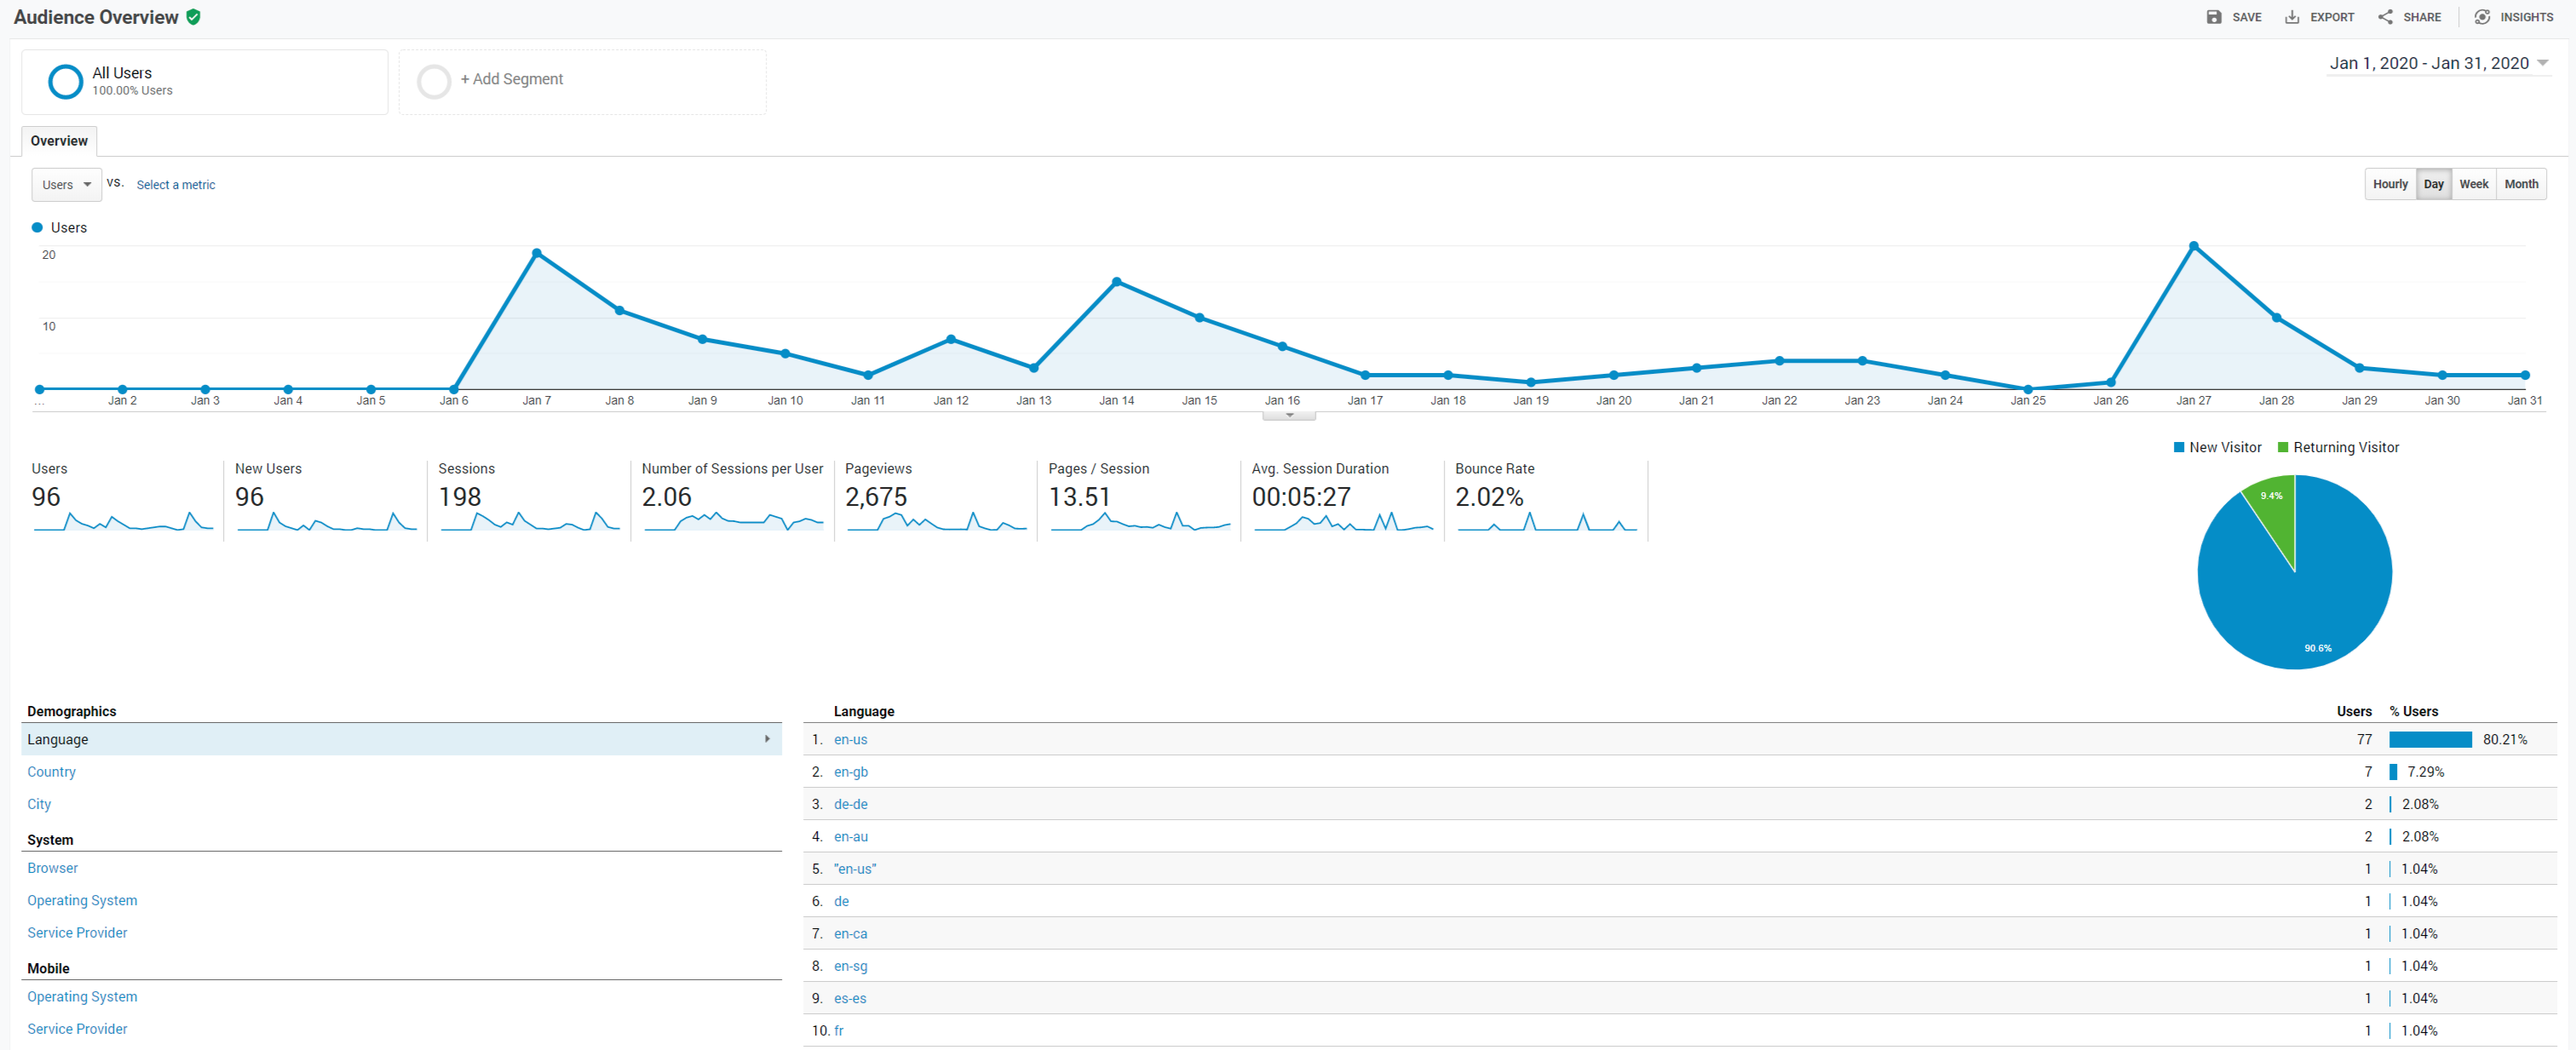 Audience Overview
SAVE EXPORT SHARE INSIGHTS
All Users
100.00% Users
+ Add Segment
Jan 1, 2020 - Jan 31, 2020
Overview
Users vs. Select a metric
Hourly Day Week Month
Users
20
10
... Jan 2 Jan 3 Jan 4 Jan 5 Jan 6 Jan 7 Jan 8 Jan 9 Jan 10 Jan 11 Jan 12 Jan 13 Jan 14 Jan 15 Jan 16 Jan 17 Jan 18 Jan 19 Jan 20 Jan 21 Jan 22 Jan 23 Jan 24 Jan 25 Jan 26 Jan 27 Jan 28 Jan 29 Jan 30 Jan 31
Users
96
New Users
96
Sessions
198
Number of Sessions per User
2.06
Pageviews
2,675
Pages / Session
13.51
Avg. Session Duration
00:05:27
Bounce Rate
2.02%
New Visitor Returning Visitor
9.4%
90.6%
Demographics
Language
Country
City
System
Browser
Operating System
Service Provider
Mobile
Operating System
Service Provider
Language Users % Users
1. en-us 77 80.21%
2. en-gb 7 7.29%
3. de-de 2 2.08%
4. en-au 2 2.08%
5. "en-us" 1 1.04%
6. de 1 1.04%
7. en-ca 1 1.04%
8. en-sg 1 1.04%
9. es-es 1 1.04%
10. fr 1 1.04%